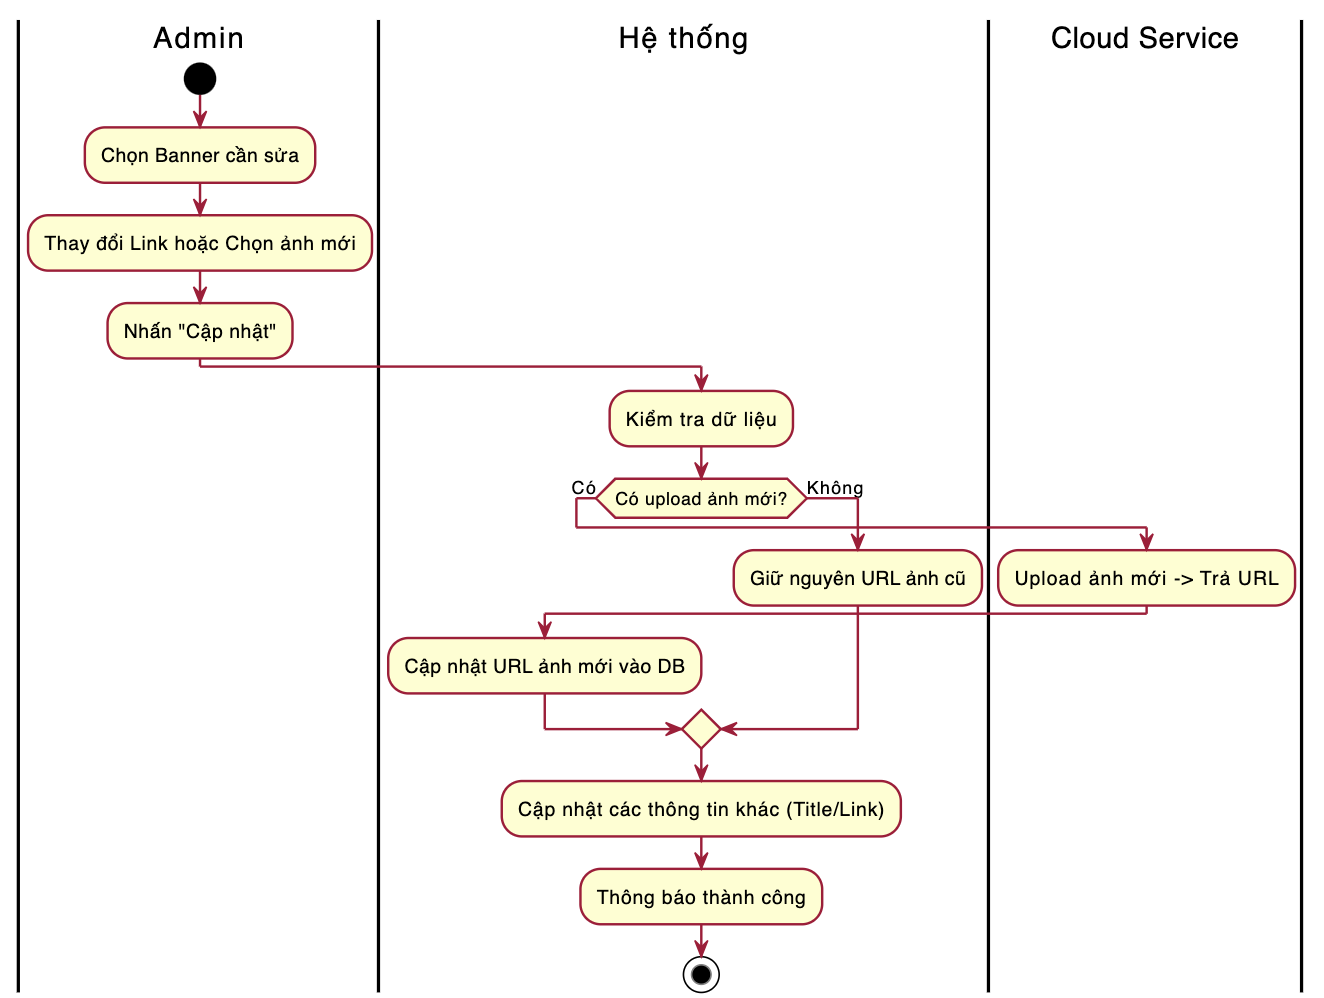 Admin
Hệ thống
Cloud Service
Chọn Banner cần sửa
Thay đổi Link hoặc Chọn ảnh mới
Nhấn "Cập nhật"
Kiểm tra dữ liệu
Có
Có upload ảnh mới?
Không
Giữ nguyên URL ảnh cũ
Upload ảnh mới -> Trả URL
Cập nhật URL ảnh mới vào DB
Cập nhật các thông tin khác (Title/Link)
Thông báo thành công